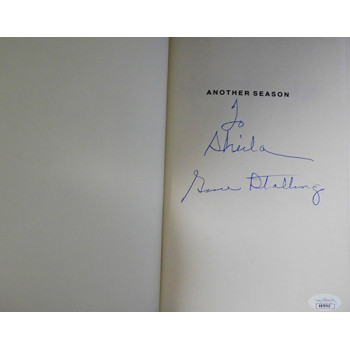 ANOTHER SEASON
To
Sheila
Gene Stallings